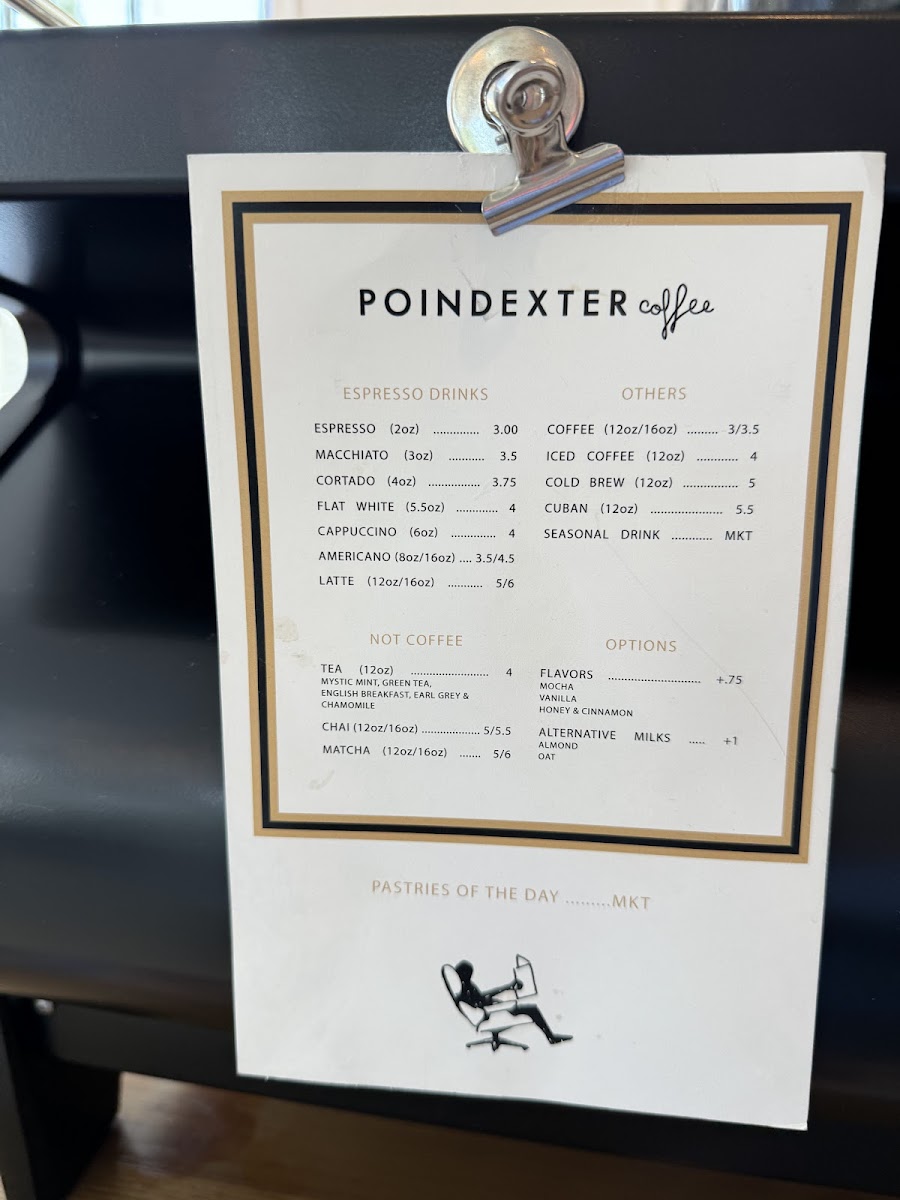 POINDEXTER coffee
ESPRESSO DRINKS
ESPRESSO (2oz) .............. 3.00
MACCHIATO (3oz) ........... 3.5
CORTADO (4oz) ................ 3.75
FLAT WHITE (5.5oz) ............. 4
CAPPUCCINO (6oz) .............. 4
AMERICANO (8oz/16oz) .... 3.5/4.5
LATTE (12oz/16oz) ........... 5/6
OTHERS
COFFEE (12oz/16oz) ......... 3/3.5
ICED COFFEE (12oz) ............ 4
COLD BREW (12oz) ................ 5
CUBAN (12oz) ..................... 5.5
SEASONAL DRINK ............ MKT
NOT COFFEE
TEA (12oz) .......................... 4
MYSTIC MINT, GREEN TEA,
ENGLISH BREAKFAST, EARL GREY &
CHAMOMILE
CHAI (12oz/16oz) ................... 5/5.5
MATCHA (12oz/16oz) ....... 5/6
OPTIONS
FLAVORS ............................. +.75
MOCHA
VANILLA
HONEY & CINNAMON
ALTERNATIVE MILKS ..... +1
ALMOND
OAT
PASTRIES OF THE DAY .........MKT